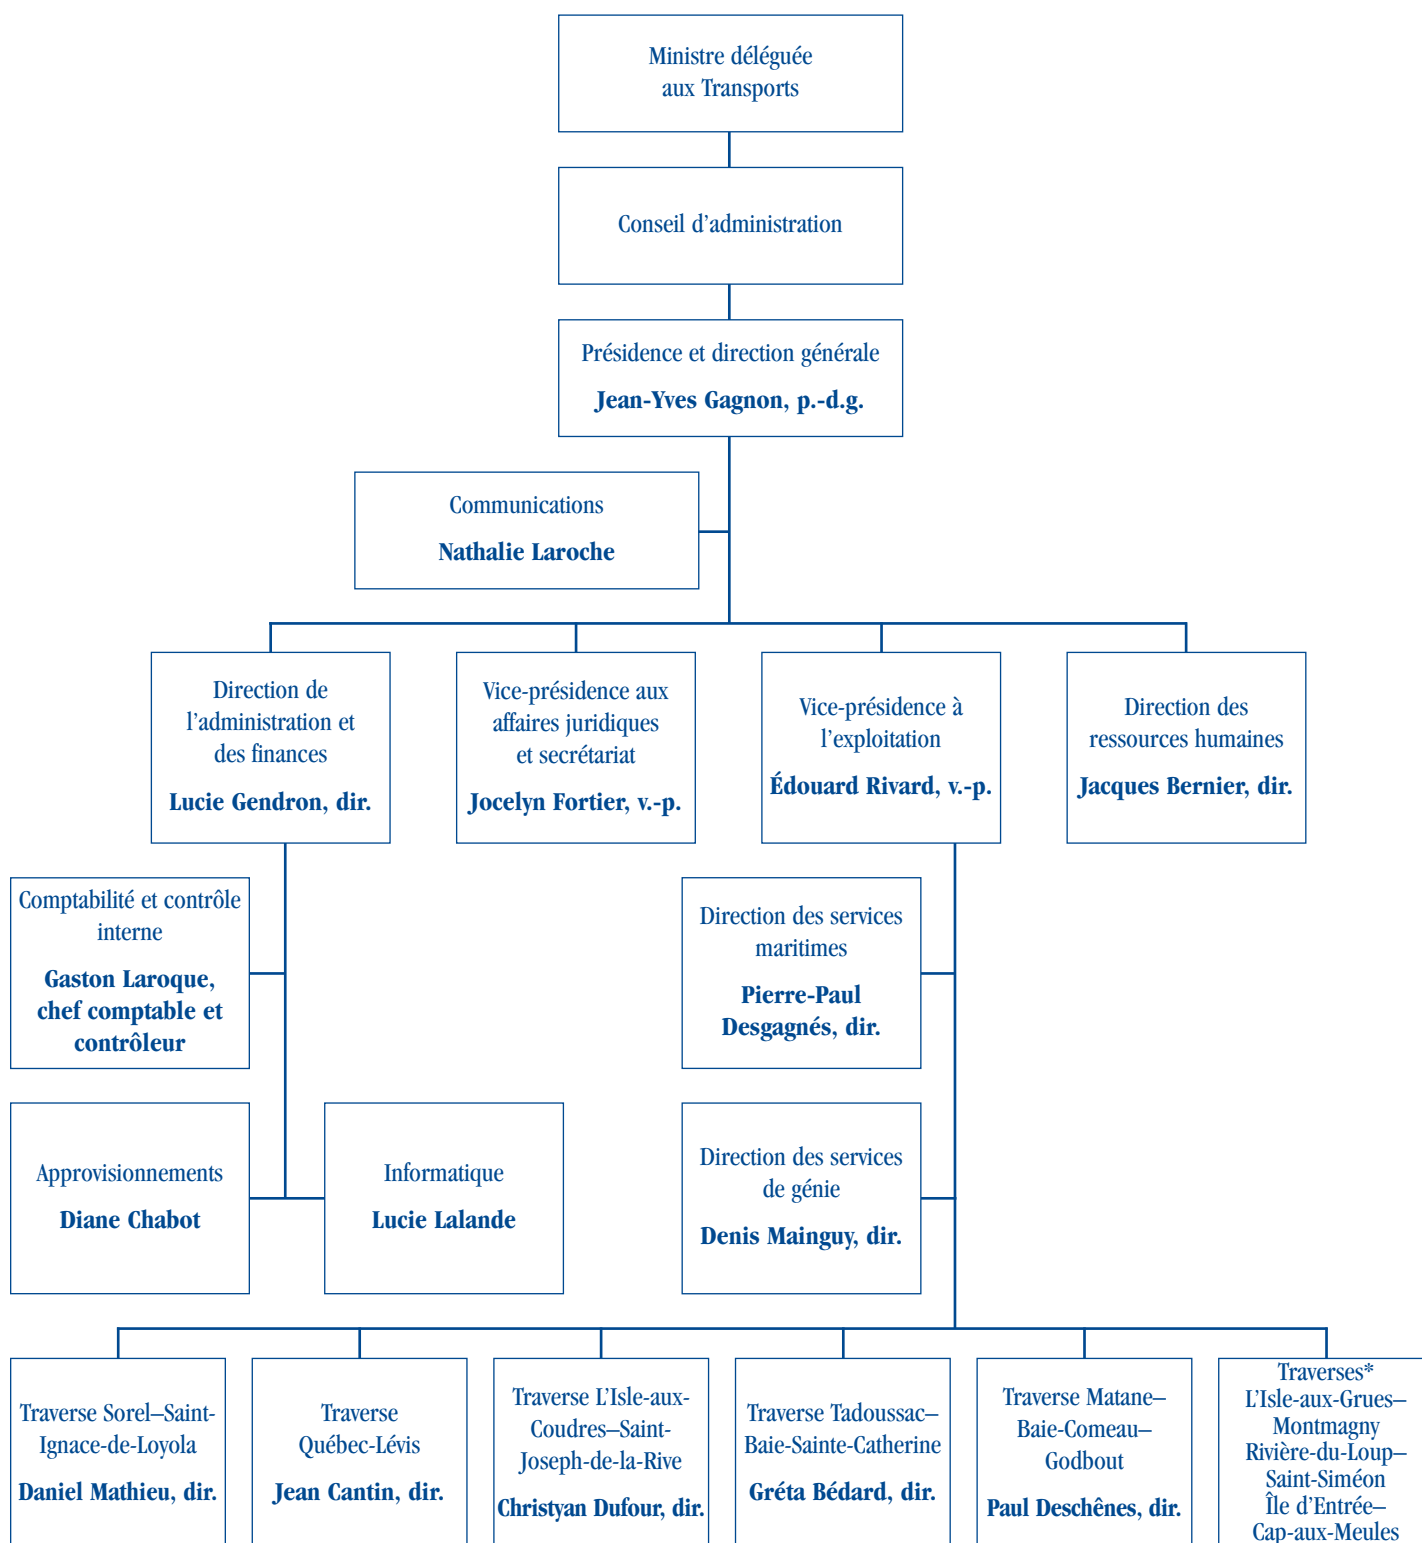 Ministre déléguée
aux Transports
Conseil d'administration
Présidence et direction générale
Jean-Yves Gagnon, p.-d.g.
Communications
Nathalie Laroche
Direction de
l'administration et
des finances
Lucie Gendron, dir.
Vice-présidence aux
affaires juridiques
et secrétariat
Jocelyn Fortier, v.-p.
Vice-présidence à
l'exploitation
Édouard Rivard, v.-p.
Direction des
ressources humaines
Jacques Bernier, dir.
Comptabilité et contrôle
interne
Gaston Laroque,
chef comptable et
contrôleur
Direction des services
maritimes
Pierre-Paul
Desgagnés, dir.
Approvisionnements
Diane Chabot
Informatique
Lucie Lalande
Direction des services
de génie
Denis Mainguy, dir.
Traverse Sorel–Saint-
Ignace-de-Loyola
Daniel Mathieu, dir.
Traverse
Québec-Lévis
Jean Cantin, dir.
Traverse L'Isle-aux-
Coudres–Saint-
Joseph-de-la-Rive
Christyan Dufour, dir.
Traverse Tadoussac–
Baie-Sainte-Catherine
Gréta Bédard, dir.
Traverse Matane–
Baie-Comeau–
Godbout
Paul Deschênes, dir.
Traverses*
L'Isle-aux-Grues–
Montmagny
Rivière-du-Loup–
Saint-Siméon
Île d'Entrée–
Cap-aux-Meules